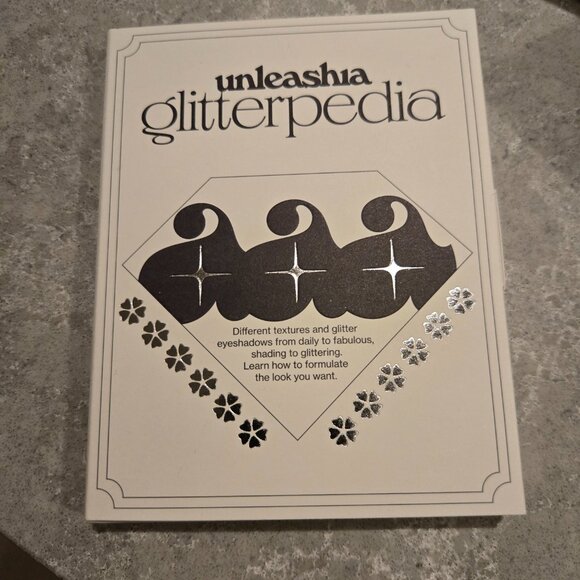 unleashia
glitterpedia
Different textures and glitter
eyeshadows from daily to fabulous,
shading to glittering.
Learn how to formulate
the look you want.